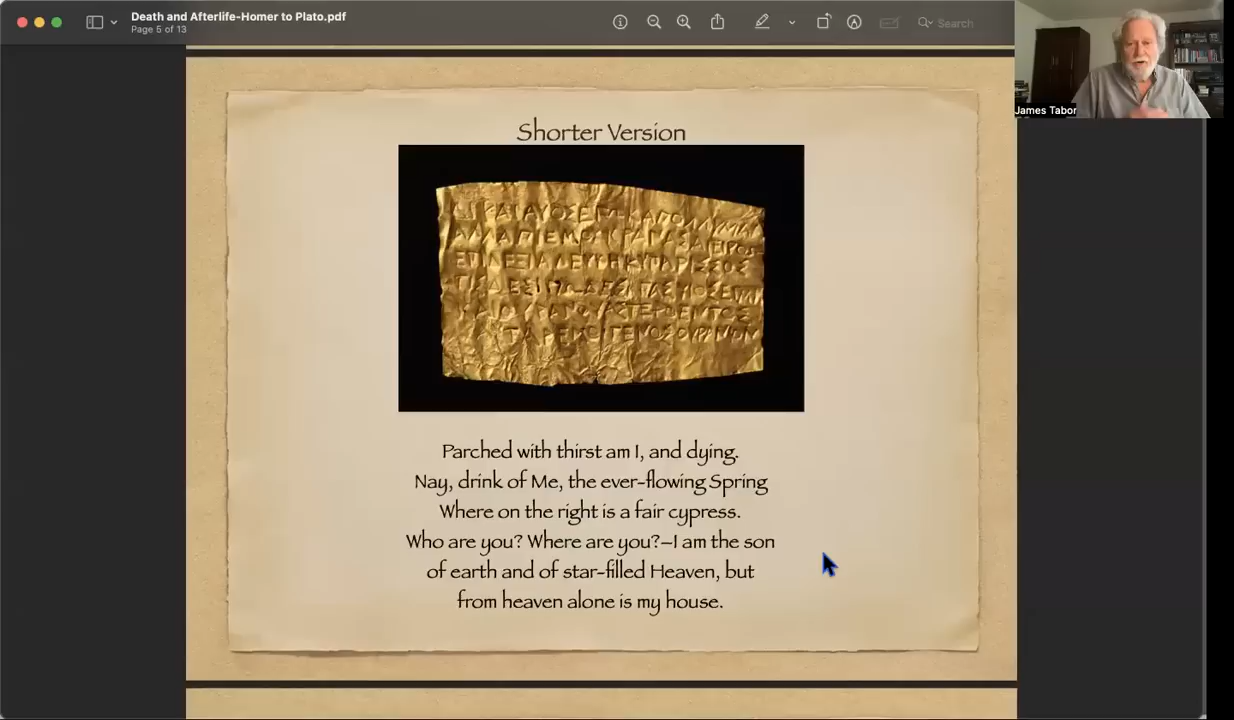 Death and Afterlife-Homer to Plato.pdf
Page 5 of 13
Search
James Tabor
Shorter Version
ΕΠΙΔΕΞΙΑΛΕΥΚΗΚΥΠΑΡΙΣΣΟΣ
ΚΑΙΟΥΡΑΝΟΥΑΣΤΕΡΟΕΝΤΟΣ
Parched with thirst am I, and dying.
Nay, drink of Me, the ever-flowing Spring
Where on the right is a fair cypress.
Who are you? Where are you?–I am the son
of earth and of star-filled Heaven, but
from heaven alone is my house.